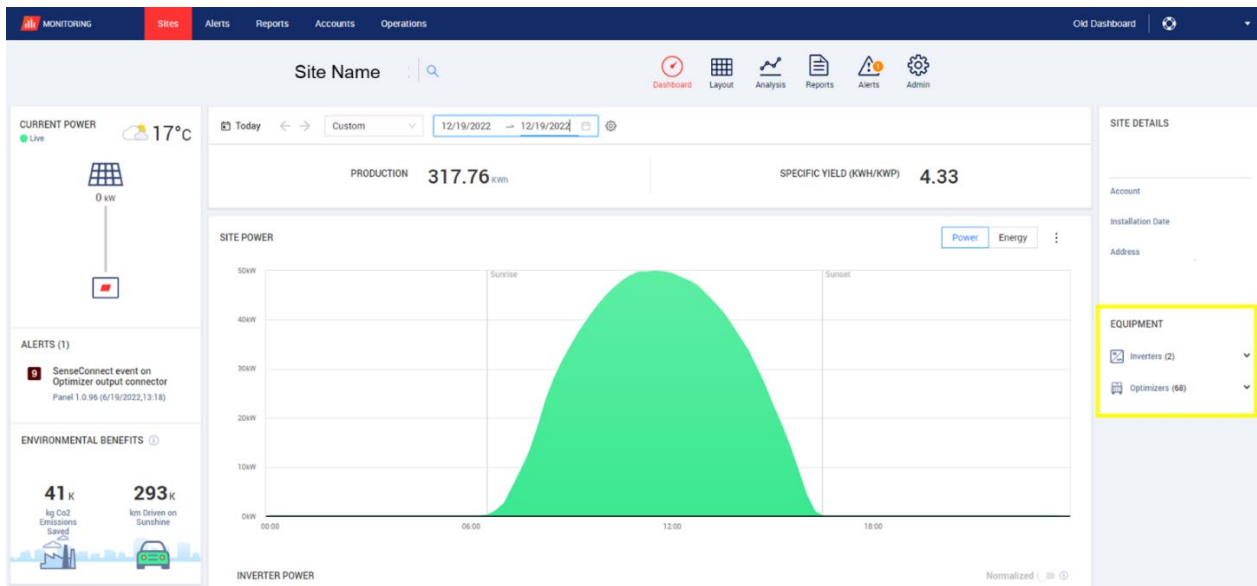 MONITORING
Sites
Alerts
Reports
Accounts
Operations
Old Dashboard
Site Name
Dashboard
Layout
Analysis
Reports
Alerts
Admin
CURRENT POWER
Live
17°C
0 kW
ALERTS (1)
9
SenseConnect event on
Optimizer output connector
Panel 1.0.96 (6/19/2022,13:18)
ENVIRONMENTAL BENEFITS
41 K
kg Co2
Emissions
Saved
293 K
km Driven on
Sunshine
Today
Custom
12/19/2022 → 12/19/2022
PRODUCTION 317.76 KWh
SPECIFIC YIELD (KWH/KWP) 4.33
SITE POWER
Power
Energy
50kW
40kW
30kW
20kW
10kW
0kW
Sunrise
Sunset
00:00
06:00
12:00
18:00
INVERTER POWER
Normalized
SITE DETAILS
Account
Installation Date
Address
EQUIPMENT
Inverters (2)
Optimizers (68)